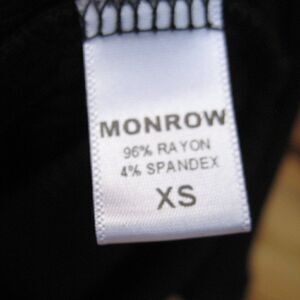 MONROW
96% RAYON
4% SPANDEX
XS